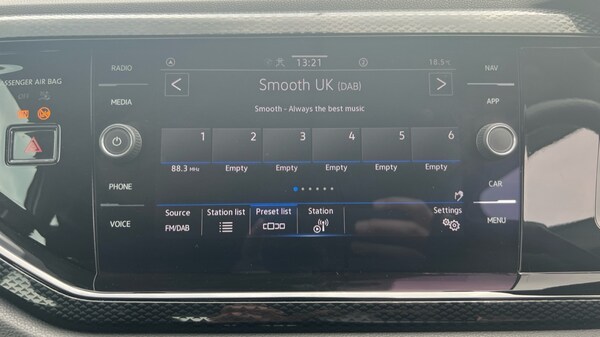 RADIO
13:21
18.5°C
NAV
PASSENGER AIR BAG
OFF
MEDIA
<
Smooth UK (DAB)
>
APP
Smooth - Always the best music
1 2 3 4 5 6
88.3 MHz Empty Empty Empty Empty Empty
PHONE
CAR
Source Station list Preset list Station Settings
FM/DAB
VOICE
MENU